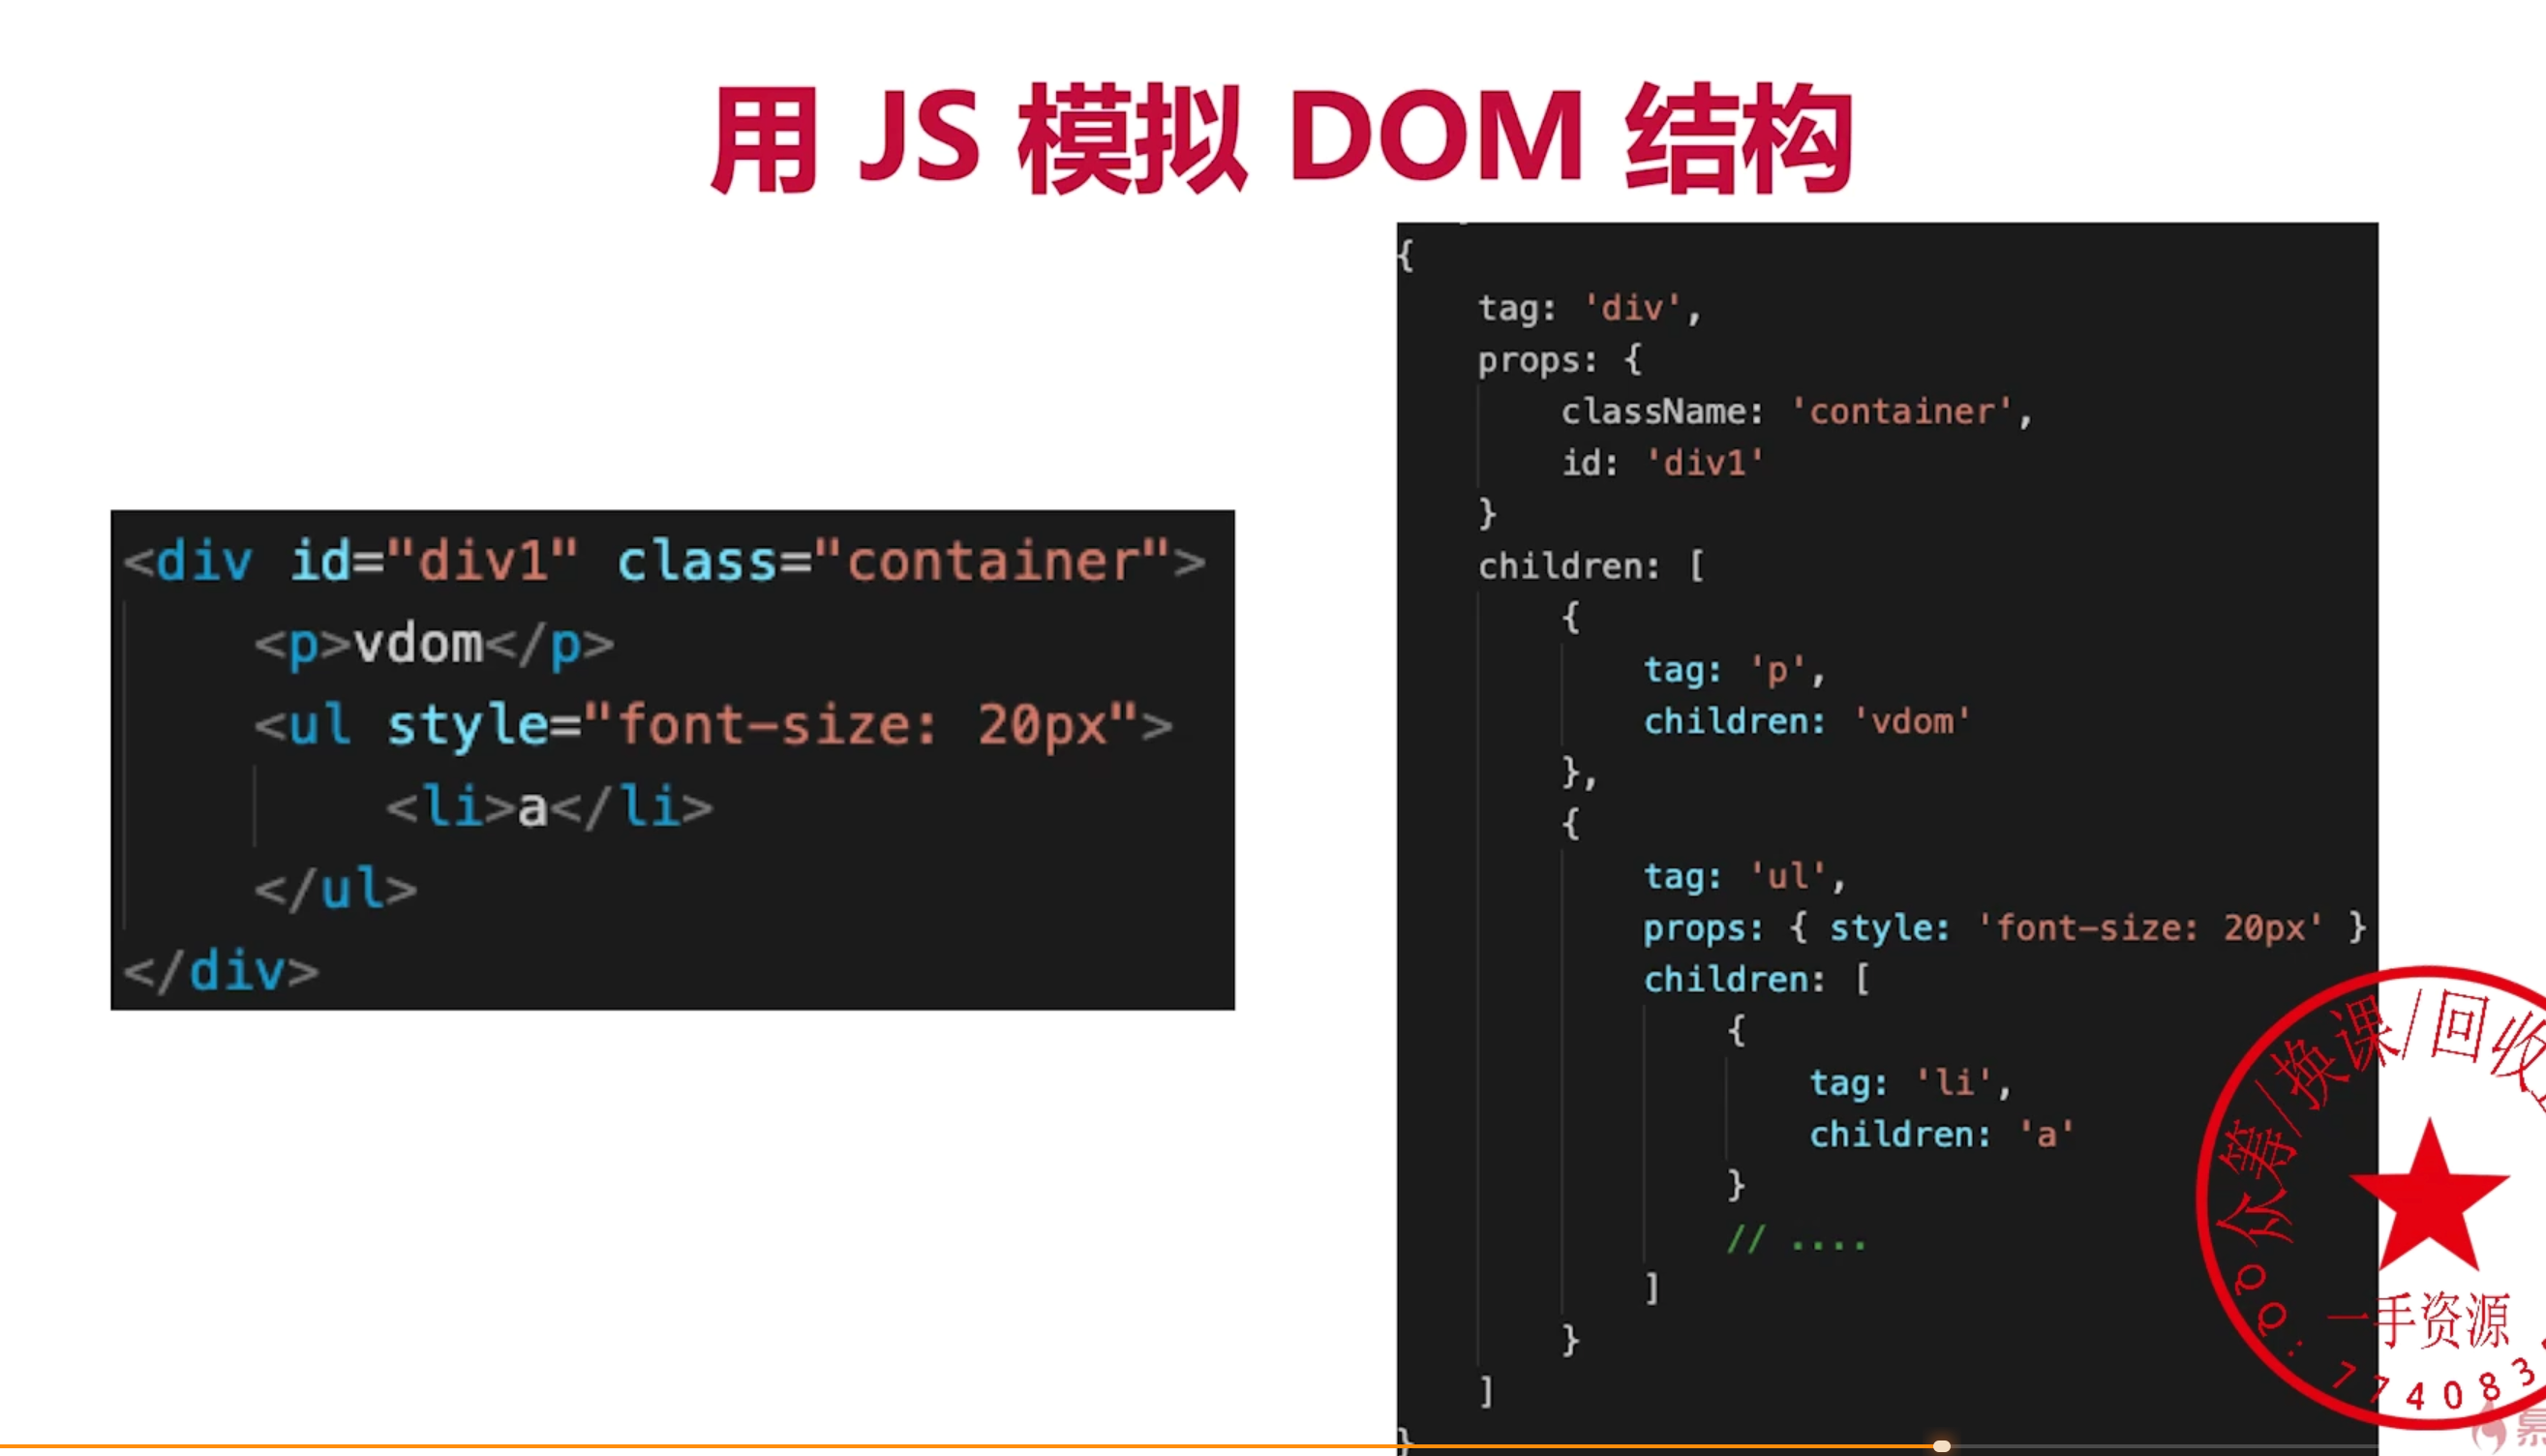 用 JS 模拟 DOM 结构
<div id="div1" class="container">
    <p>vdom</p>
    <ul style="font-size: 20px">
        <li>a</li>
    </ul>
</div>
{
    tag: 'div',
    props: {
        className: 'container',
        id: 'div1'
    }
    children: [
        {
            tag: 'p',
            children: 'vdom'
        },
        {
            tag: 'ul',
            props: { style: 'font-size: 20px' }
            children: [
                {
                    tag: 'li',
                    children: 'a'
                }
                // ....
            ]
        }
    ]
}
众筹/换课/回收
一手资源
QQ: 774083